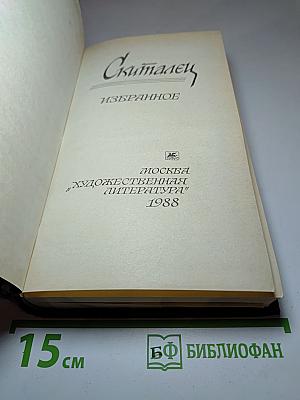 Скиталец
ИЗБРАННОЕ
МОСКВА
„ХУДОЖЕСТВЕННАЯ
ЛИТЕРАТУРА"
1988
15 см
БФ БИБЛИОФАН